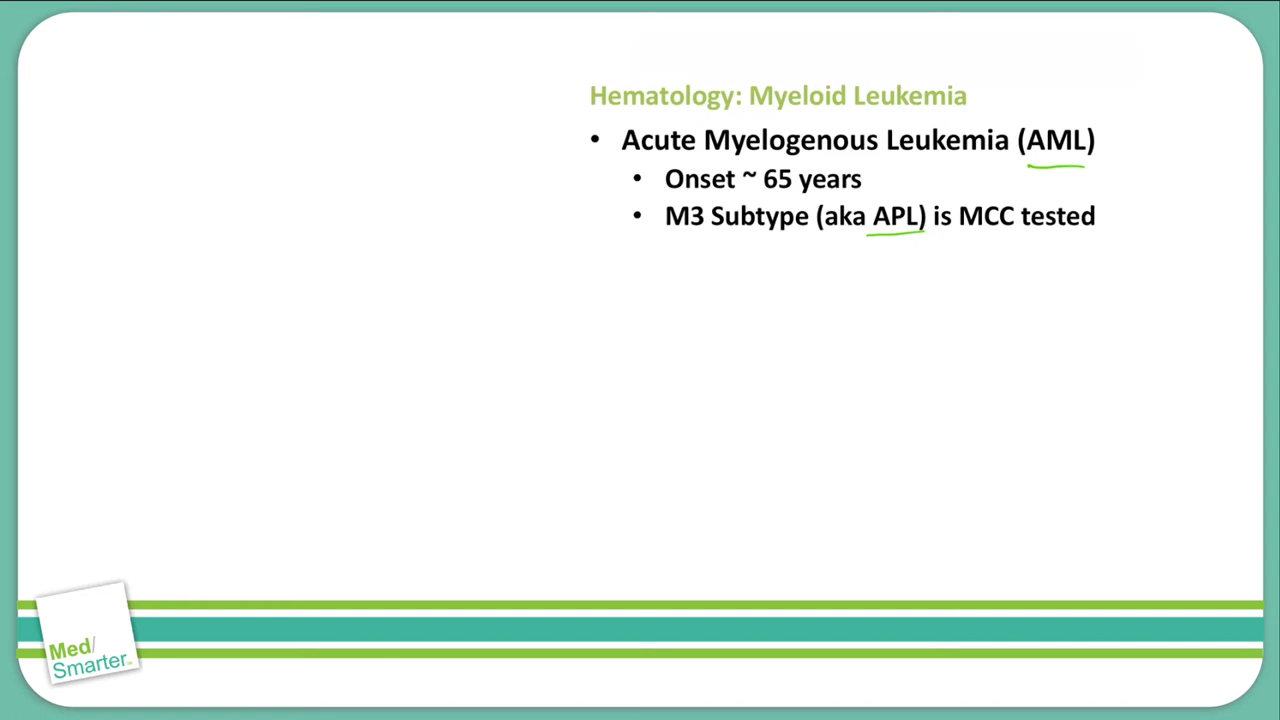 Hematology: Myeloid Leukemia
• Acute Myelogenous Leukemia (AML)
• Onset ~ 65 years
• M3 Subtype (aka APL) is MCC tested
Med/
Smarter